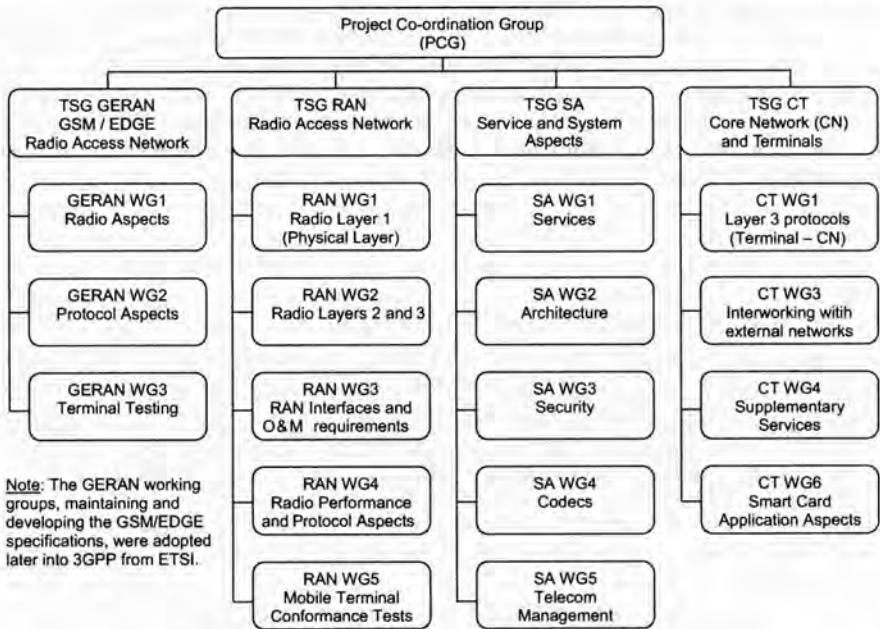 Project Co-ordination Group
(PCG)
TSG GERAN
GSM / EDGE
Radio Access Network
TSG RAN
Radio Access Network
TSG SA
Service and System
Aspects
TSG CT
Core Network (CN)
and Terminals
GERAN WG1
Radio Aspects
RAN WG1
Radio Layer 1
(Physical Layer)
SA WG1
Services
CT WG1
Layer 3 protocols
(Terminal – CN)
GERAN WG2
Protocol Aspects
RAN WG2
Radio Layers 2 and 3
SA WG2
Architecture
CT WG3
Interworking witih
external networks
GERAN WG3
Terminal Testing
RAN WG3
RAN Interfaces and
O&M requirements
SA WG3
Security
CT WG4
Supplementary
Services
Note: The GERAN working
groups, maintaining and
developing the GSM/EDGE
specifications, were adopted
later into 3GPP from ETSI.
RAN WG4
Radio Performance
and Protocol Aspects
SA WG4
Codecs
CT WG6
Smart Card
Application Aspects
RAN WG5
Mobile Terminal
Conformance Tests
SA WG5
Telecom
Management